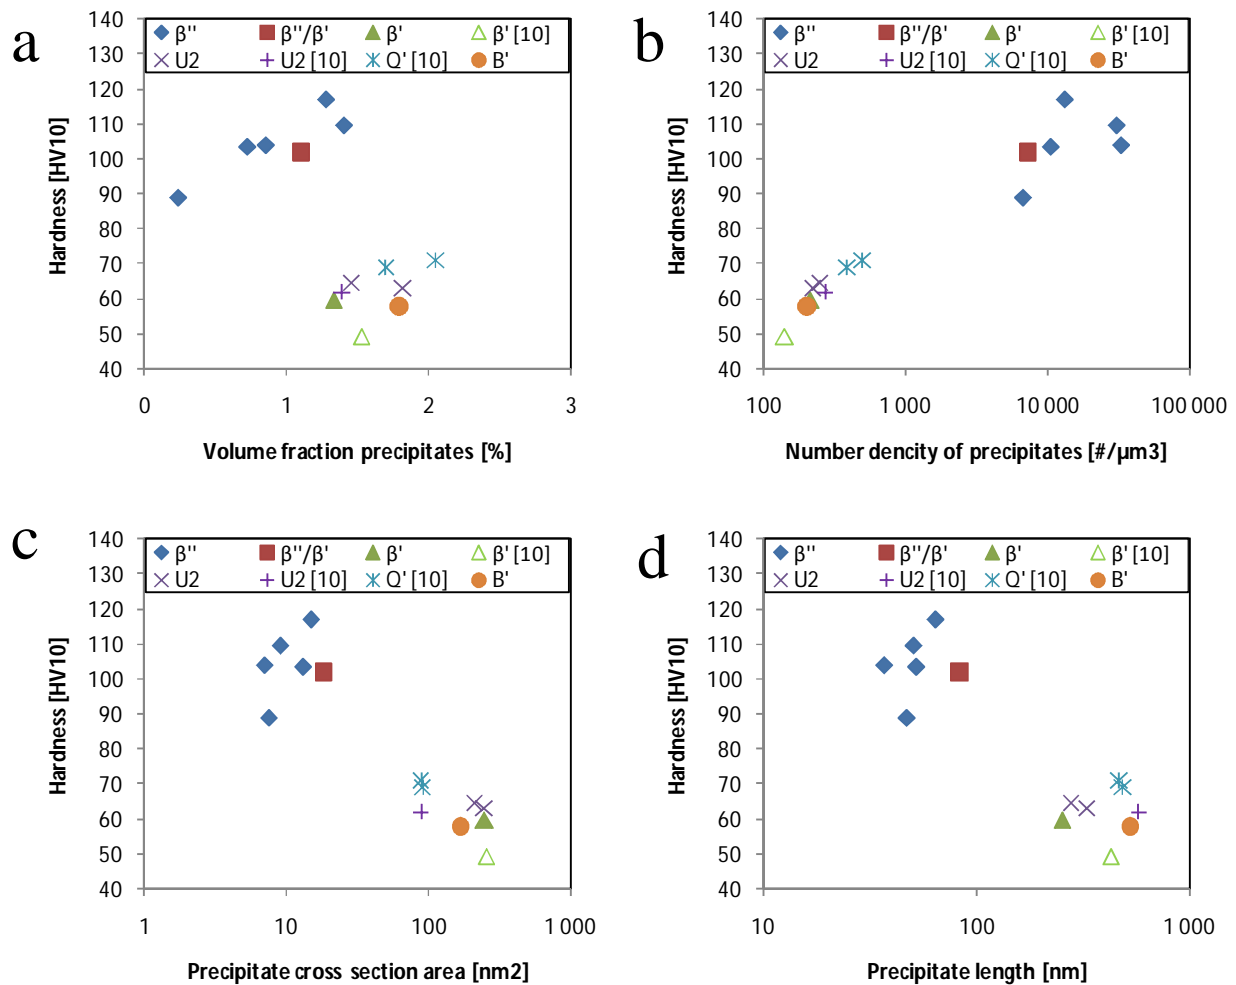 a
140
130
120
110
100
90
80
70
60
50
40
Hardness [HV10]
β'' β''/β' β' β' [10]
U2 U2 [10] Q' [10] B'
0 1 2 3
Volume fraction precipitates [%]
b
140
130
120
110
100
90
80
70
60
50
40
Hardness [HV10]
β'' β''/β' β' β' [10]
U2 U2 [10] Q' [10] B'
100 1 000 10 000 100 000
Number dencity of precipitates [#/µm3]
c
140
130
120
110
100
90
80
70
60
50
40
Hardness [HV10]
β'' β''/β' β' β' [10]
U2 U2 [10] Q' [10] B'
1 10 100 1 000
Precipitate cross section area [nm2]
d
140
130
120
110
100
90
80
70
60
50
40
Hardness [HV10]
β'' β''/β' β' β' [10]
U2 U2 [10] Q' [10] B'
10 100 1 000
Precipitate length [nm]